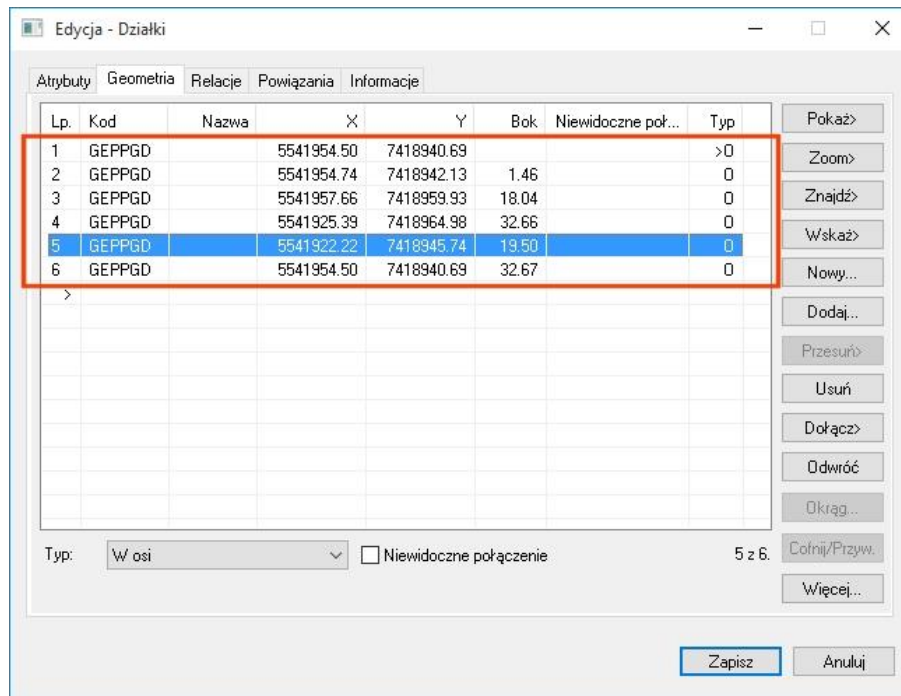 Edycja - Działki
Atrybuty Geometria Relacje Powiązania Informacje
Lp. Kod Nazwa X Y Bok Niewidoczne poł... Typ
1 GEPPGD 5541954.50 7418940.69 >0
2 GEPPGD 5541954.74 7418942.13 1.46 0
3 GEPPGD 5541957.66 7418959.93 18.04 0
4 GEPPGD 5541925.39 7418964.98 32.66 0
5 GEPPGD 5541922.22 7418945.74 19.50 0
6 GEPPGD 5541954.50 7418940.69 32.67 0
>
Pokaż>
Zoom>
Znajdź>
Wskaż>
Nowy...
Dodaj...
Przesuń>
Usuń
Dołącz>
Odwróć
Okrąg...
Cofnij/Przyw.
Więcej...
Typ: W osi Niewidoczne połączenie 5 z 6.
Zapisz Anuluj